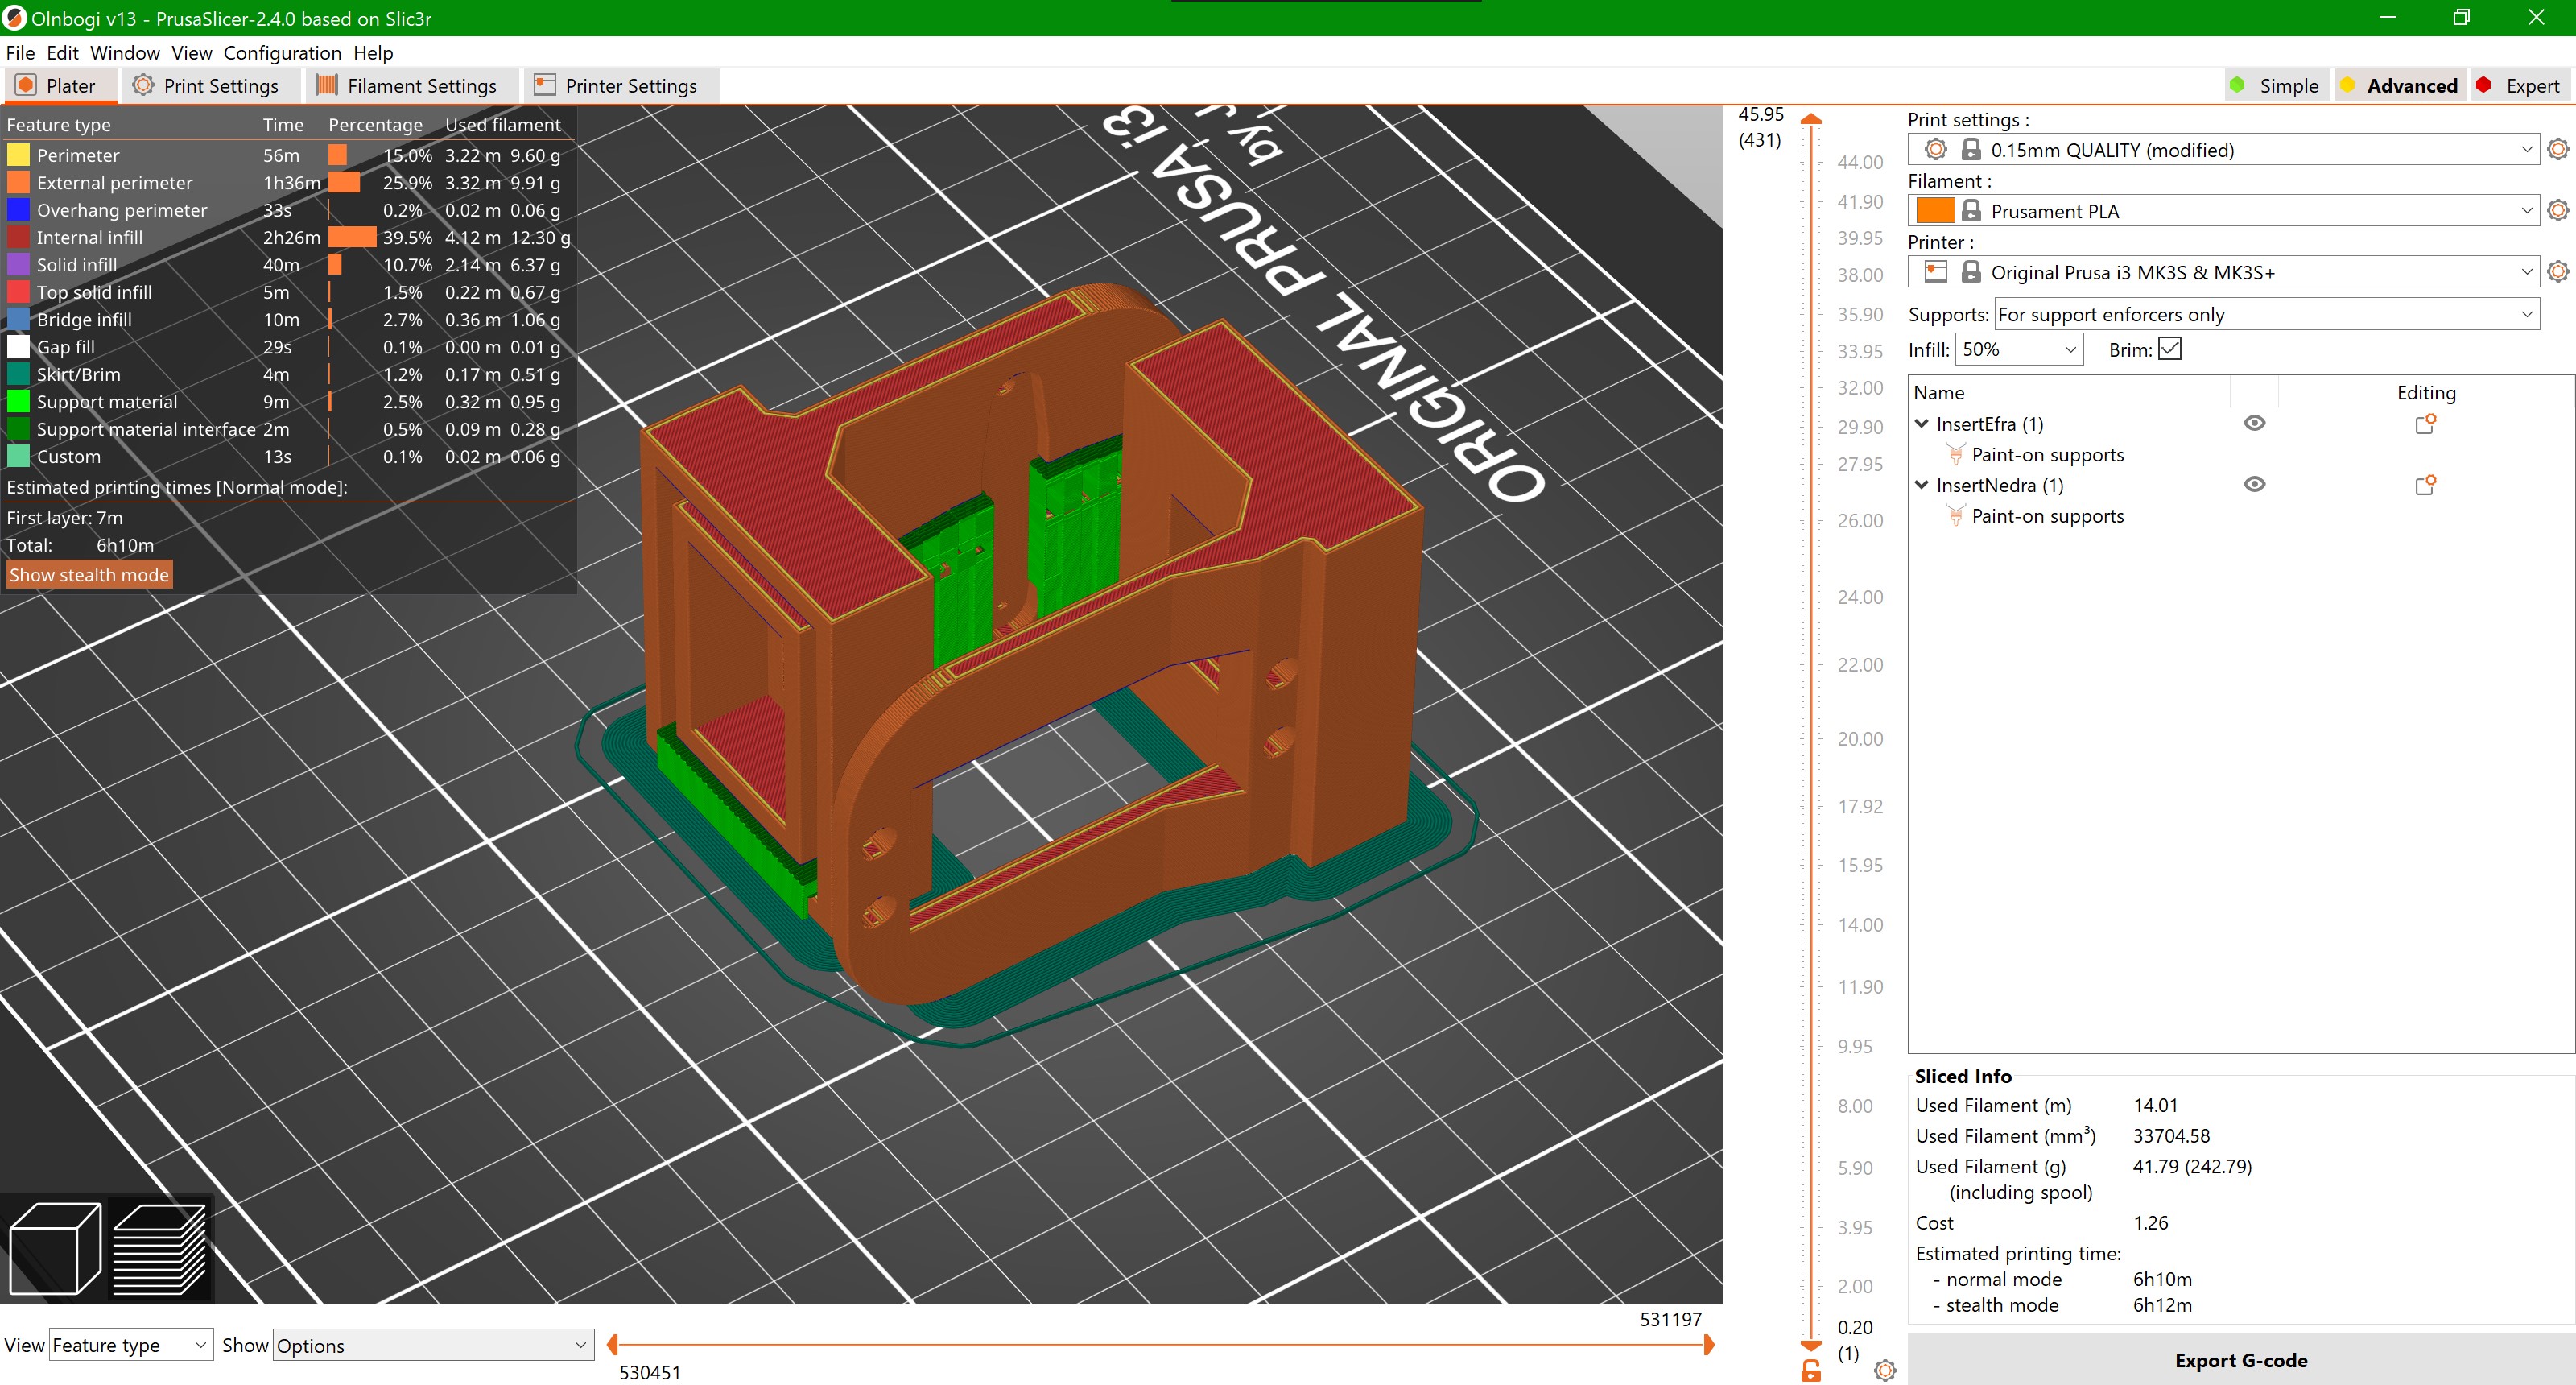 Olnbogi v13 - PrusaSlicer-2.4.0 based on Slic3r
File Edit Window View Configuration Help
Plater Print Settings Filament Settings Printer Settings Simple Advanced Expert
Feature type Time Percentage Used filament
Perimeter 56m 15.0% 3.22 m 9.60 g
External perimeter 1h36m 25.9% 3.32 m 9.91 g
Overhang perimeter 33s 0.2% 0.02 m 0.06 g
Internal infill 2h26m 39.5% 4.12 m 12.30 g
Solid infill 40m 10.7% 2.14 m 6.37 g
Top solid infill 5m 1.5% 0.22 m 0.67 g
Bridge infill 10m 2.7% 0.36 m 1.06 g
Gap fill 29s 0.1% 0.00 m 0.01 g
Skirt/Brim 4m 1.2% 0.17 m 0.51 g
Support material 9m 2.5% 0.32 m 0.95 g
Support material interface 2m 0.5% 0.09 m 0.28 g
Custom 13s 0.1% 0.02 m 0.06 g
Estimated printing times [Normal mode]:
First layer: 7m
Total: 6h10m
Show stealth mode
ORIGINAL PRUSA i3
by J
45.95
(431)
44.00
41.90
39.95
38.00
35.90
33.95
32.00
29.90
27.95
26.00
24.00
22.00
20.00
17.92
15.95
14.00
11.90
9.95
8.00
5.90
3.95
2.00
0.20
(1)
Print settings :
0.15mm QUALITY (modified)
Filament :
Prusament PLA
Printer :
Original Prusa i3 MK3S & MK3S+
Supports: For support enforcers only
Infill: 50% Brim:
Name Editing
InsertEfra (1)
Paint-on supports
InsertNedra (1)
Paint-on supports
Sliced Info
Used Filament (m) 14.01
Used Filament (mm³) 33704.58
Used Filament (g) 41.79 (242.79)
(including spool)
Cost 1.26
Estimated printing time:
- normal mode 6h10m
- stealth mode 6h12m
Export G-code
View Feature type Show Options
531197
530451